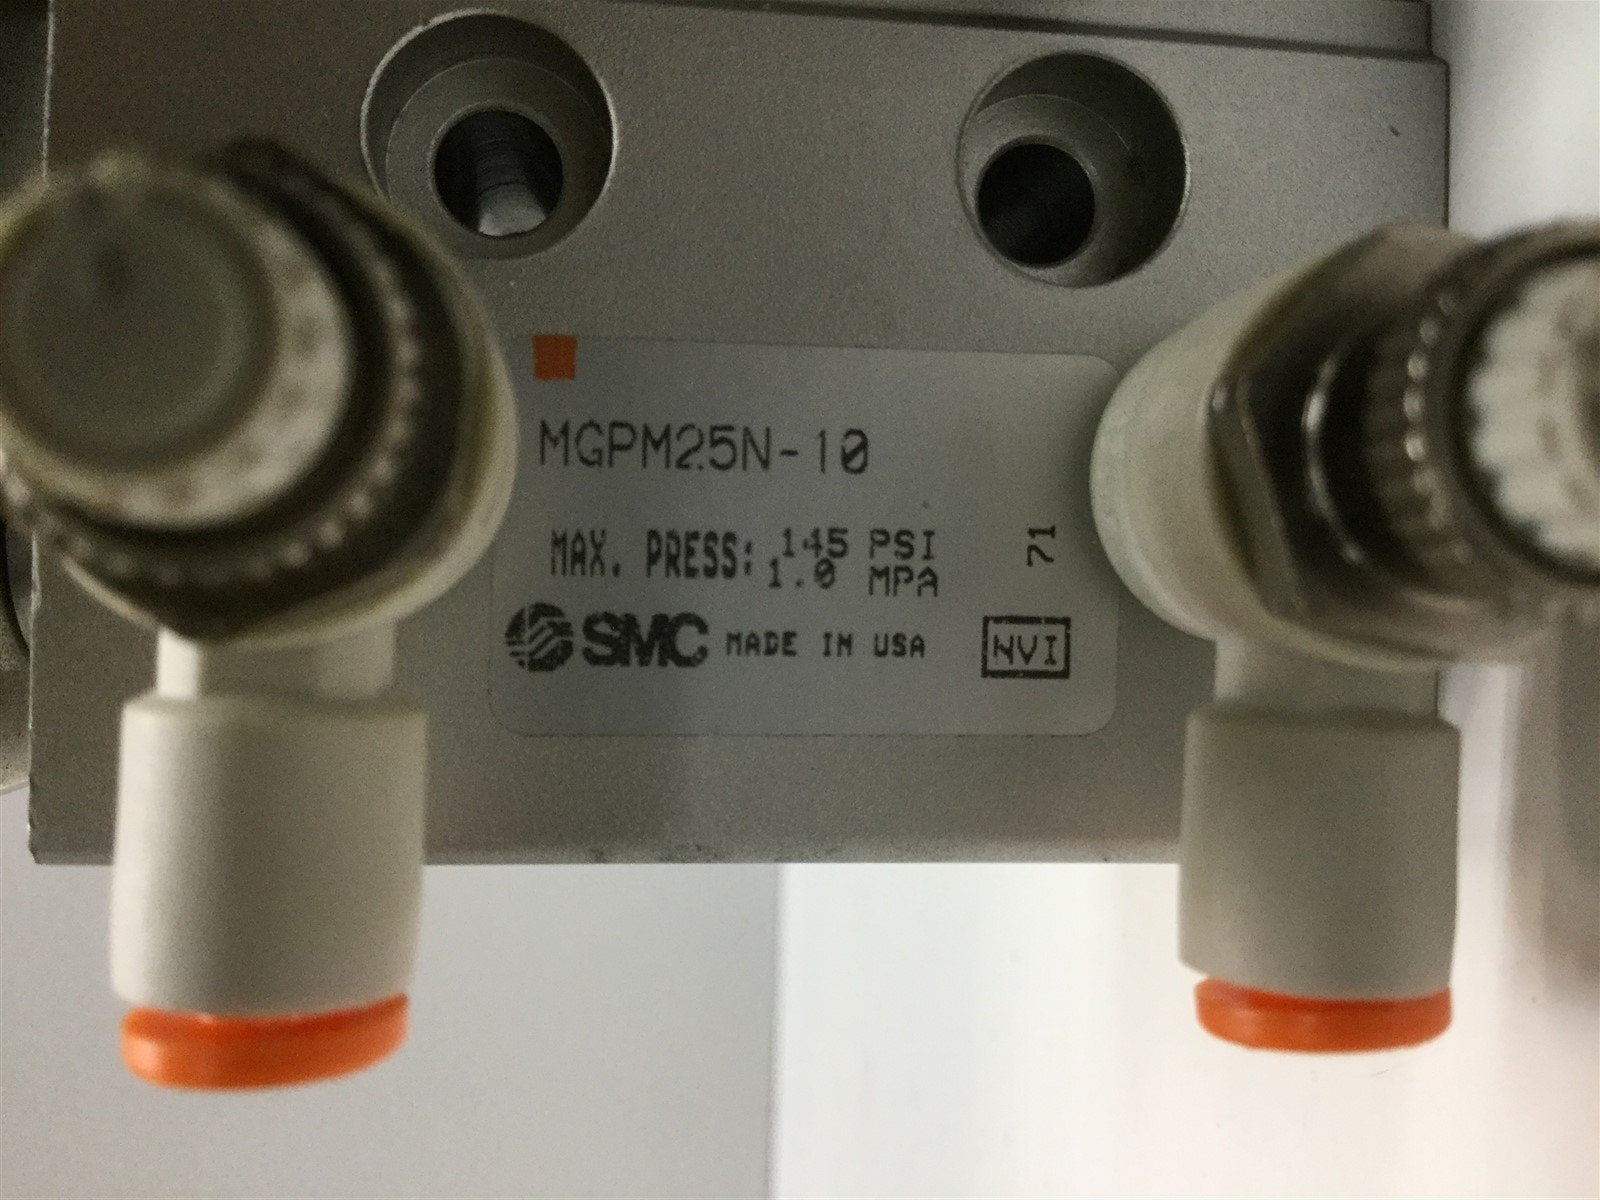 MGPM25N-10
MAX. PRESS: 145 PSI
1.0 MPA
71
SMC MADE IN USA
NVI